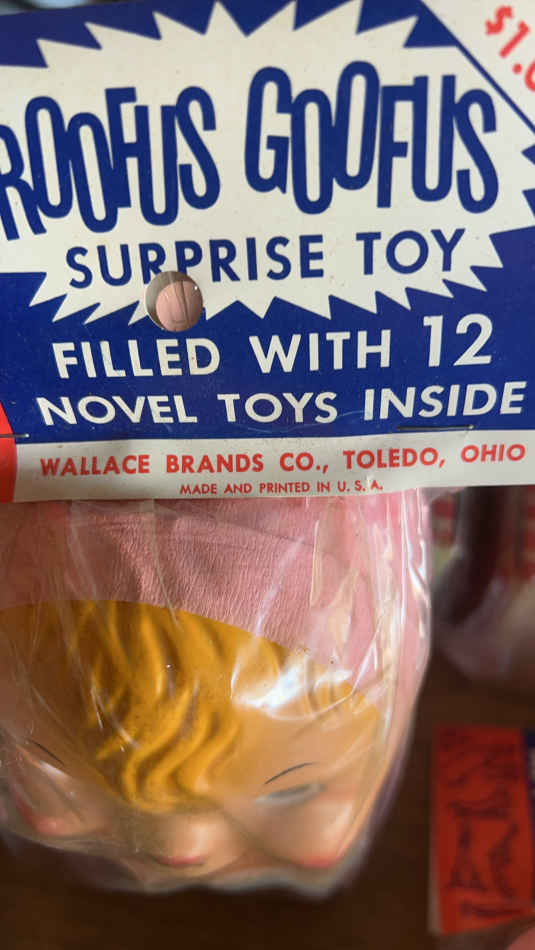 ROOFUS GOOFUS
SURPRISE TOY
FILLED WITH 12
NOVEL TOYS INSIDE
WALLACE BRANDS CO., TOLEDO, OHIO
MADE AND PRINTED IN U. S. A.